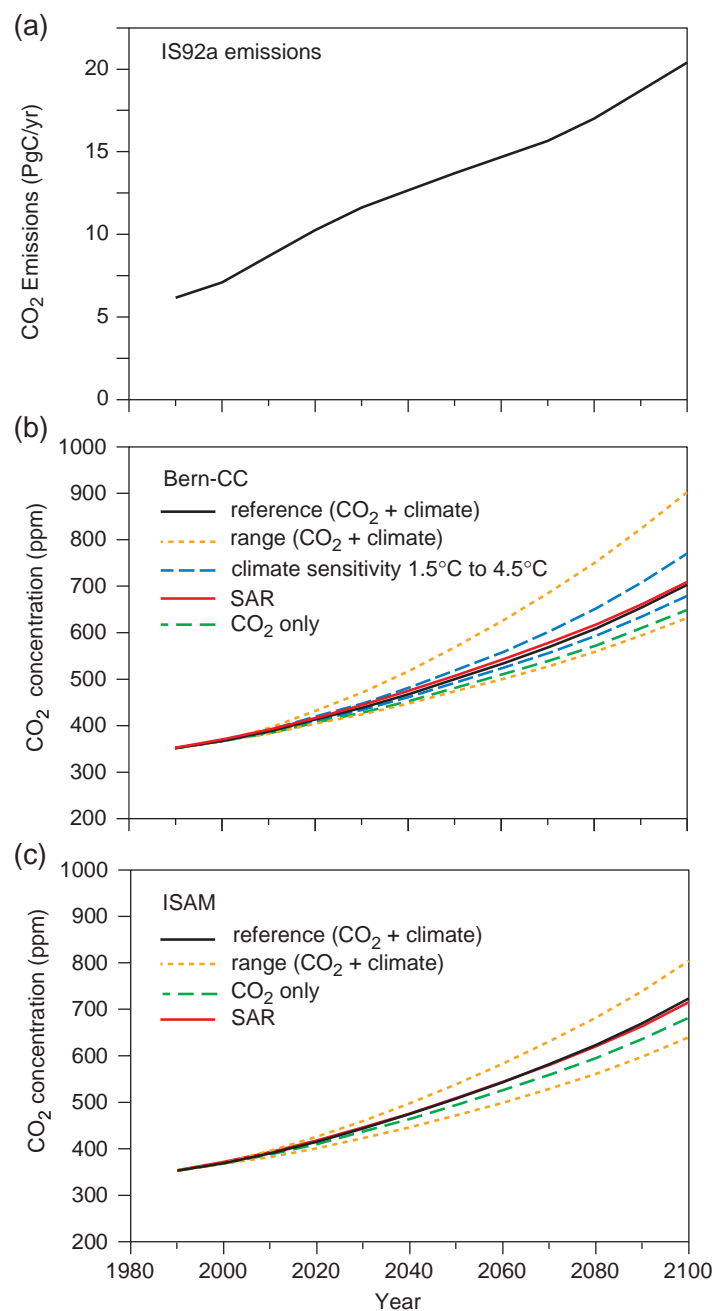 (a)
IS92a emissions
CO2 Emissions (PgC/yr)
20
15
10
5
0
(b)
Bern-CC
reference (CO2 + climate)
range (CO2 + climate)
climate sensitivity 1.5°C to 4.5°C
SAR
CO2 only
CO2 concentration (ppm)
1000
900
800
700
600
500
400
300
200
(c)
ISAM
reference (CO2 + climate)
range (CO2 + climate)
CO2 only
SAR
CO2 concentration (ppm)
1000
900
800
700
600
500
400
300
200
1980 2000 2020 2040 2060 2080 2100
Year